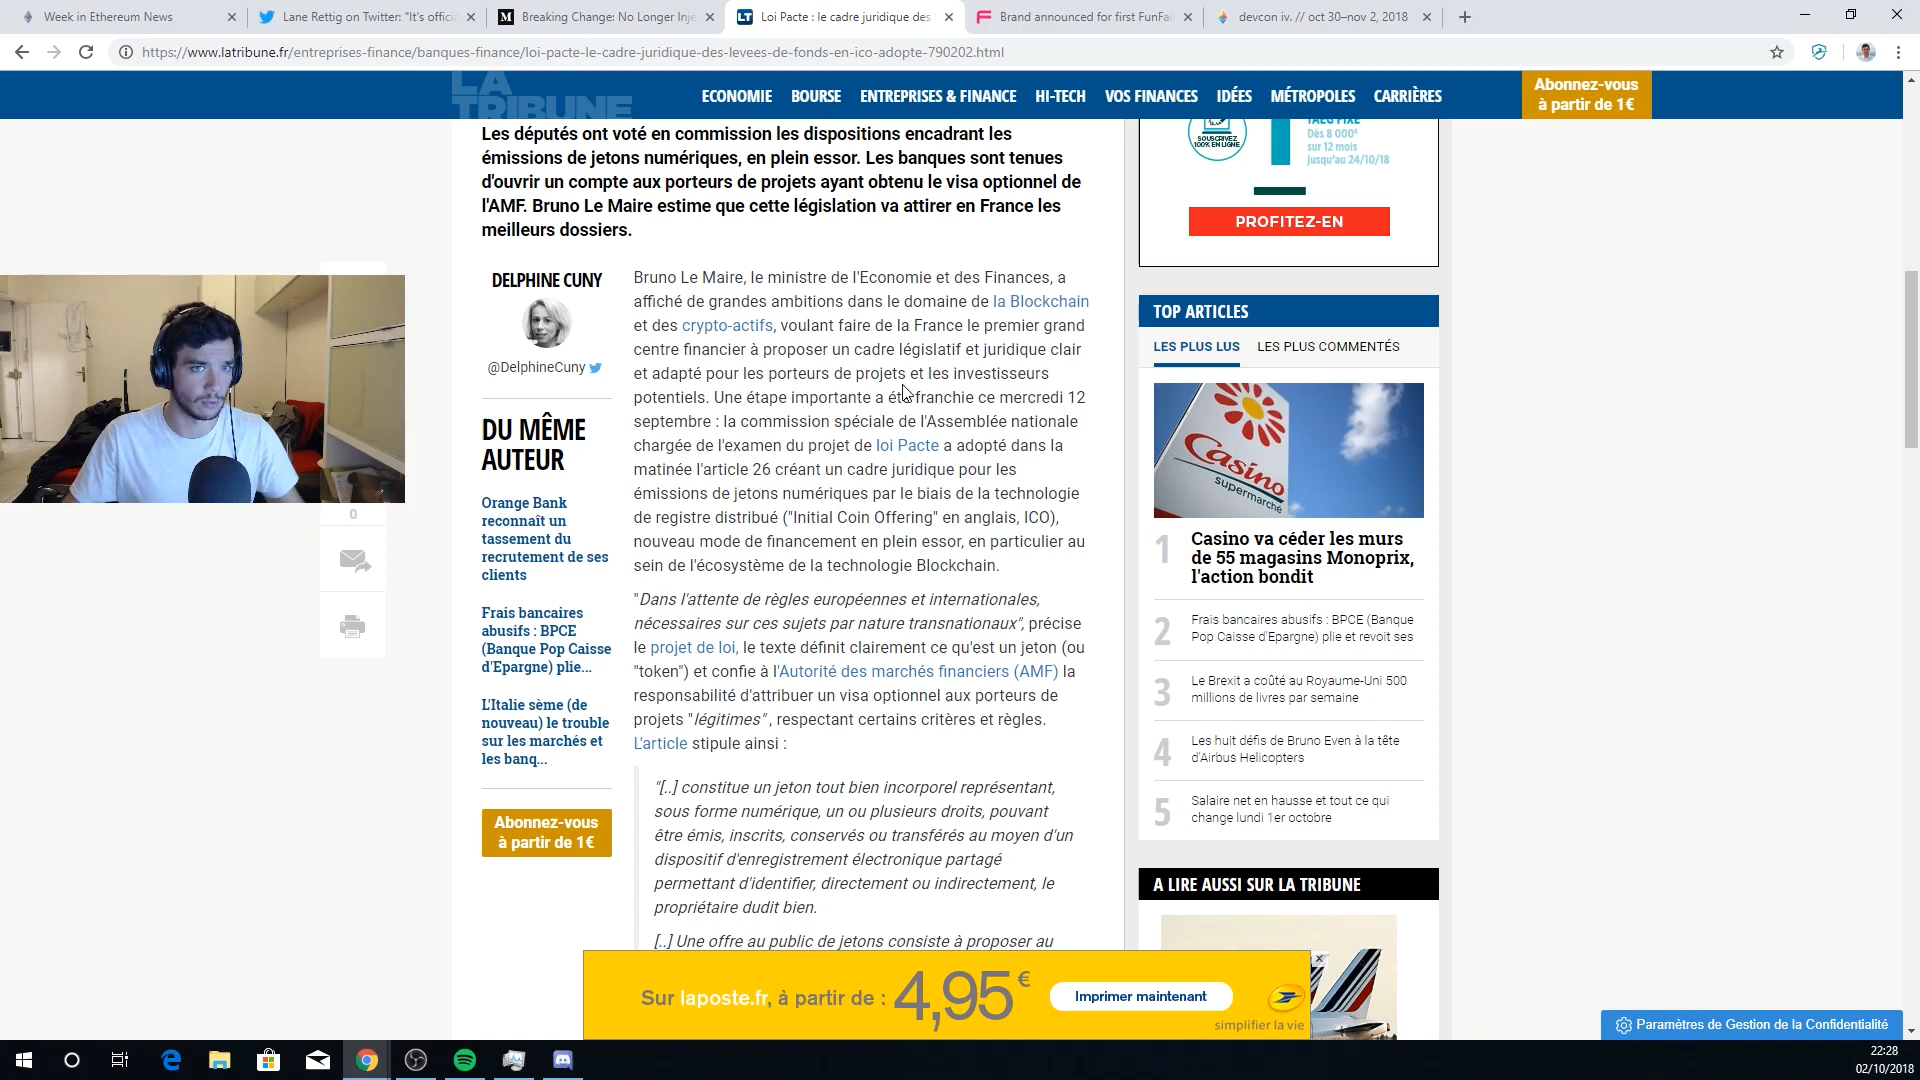 Week in Ethereum News
Lane Rettig on Twitter: "It's officia
Breaking Change: No Longer Inje
Loi Pacte : le cadre juridique des
Brand announced for first FunFai
devcon iv. // oct 30–nov 2, 2018
https://www.latribune.fr/entreprises-finance/banques-finance/loi-pacte-le-cadre-juridique-des-levees-de-fonds-en-ico-adopte-790202.html
LA TRIBUNE
ECONOMIE BOURSE ENTREPRISES & FINANCE HI-TECH VOS FINANCES IDÉES MÉTROPOLES CARRIÈRES
Abonnez-vous
à partir de 1€
Les députés ont voté en commission les dispositions encadrant les
émissions de jetons numériques, en plein essor. Les banques sont tenues
d'ouvrir un compte aux porteurs de projets ayant obtenu le visa optionnel de
l'AMF. Bruno Le Maire estime que cette législation va attirer en France les
meilleurs dossiers.
DELPHINE CUNY
@DelphineCuny
DU MÊME
AUTEUR
Orange Bank
reconnaît un
tassement du
recrutement de ses
clients
Frais bancaires
abusifs : BPCE
(Banque Pop Caisse
d'Epargne) plie...
L'Italie sème (de
nouveau) le trouble
sur les marchés et
les banq...
Abonnez-vous
à partir de 1€
0
Bruno Le Maire, le ministre de l'Economie et des Finances, a
affiché de grandes ambitions dans le domaine de la Blockchain
et des crypto-actifs, voulant faire de la France le premier grand
centre financier à proposer un cadre législatif et juridique clair
et adapté pour les porteurs de projets et les investisseurs
potentiels. Une étape importante a été franchie ce mercredi 12
septembre : la commission spéciale de l'Assemblée nationale
chargée de l'examen du projet de loi Pacte a adopté dans la
matinée l'article 26 créant un cadre juridique pour les
émissions de jetons numériques par le biais de la technologie
de registre distribué ("Initial Coin Offering" en anglais, ICO),
nouveau mode de financement en plein essor, en particulier au
sein de l'écosystème de la technologie Blockchain.
"Dans l'attente de règles européennes et internationales,
nécessaires sur ces sujets par nature transnationaux", précise
le projet de loi, le texte définit clairement ce qu'est un jeton (ou
"token") et confie à l'Autorité des marchés financiers (AMF) la
responsabilité d'attribuer un visa optionnel aux porteurs de
projets "légitimes" , respectant certains critères et règles.
L'article stipule ainsi :
"[..] constitue un jeton tout bien incorporel représentant,
sous forme numérique, un ou plusieurs droits, pouvant
être émis, inscrits, conservés ou transférés au moyen d'un
dispositif d'enregistrement électronique partagé
permettant d'identifier, directement ou indirectement, le
propriétaire dudit bien.
[..] Une offre au public de jetons consiste à proposer au
SOUSCRIVEZ
100% EN LIGNE
TAEG FIXE
Dès 8 000€
sur 12 mois
Jusqu'au 24/10/18
PROFITEZ-EN
TOP ARTICLES
LES PLUS LUS LES PLUS COMMENTÉS
Casino
supermarché
1 Casino va céder les murs
de 55 magasins Monoprix,
l'action bondit
2 Frais bancaires abusifs : BPCE (Banque
Pop Caisse d'Epargne) plie et revoit ses
3 Le Brexit a coûté au Royaume-Uni 500
millions de livres par semaine
4 Les huit défis de Bruno Even à la tête
d'Airbus Helicopters
5 Salaire net en hausse et tout ce qui
change lundi 1er octobre
A LIRE AUSSI SUR LA TRIBUNE
Sur laposte.fr, à partir de : 4,95€
Imprimer maintenant
simplifier la vie
Paramètres de Gestion de la Confidentialité
22:28
02/10/2018